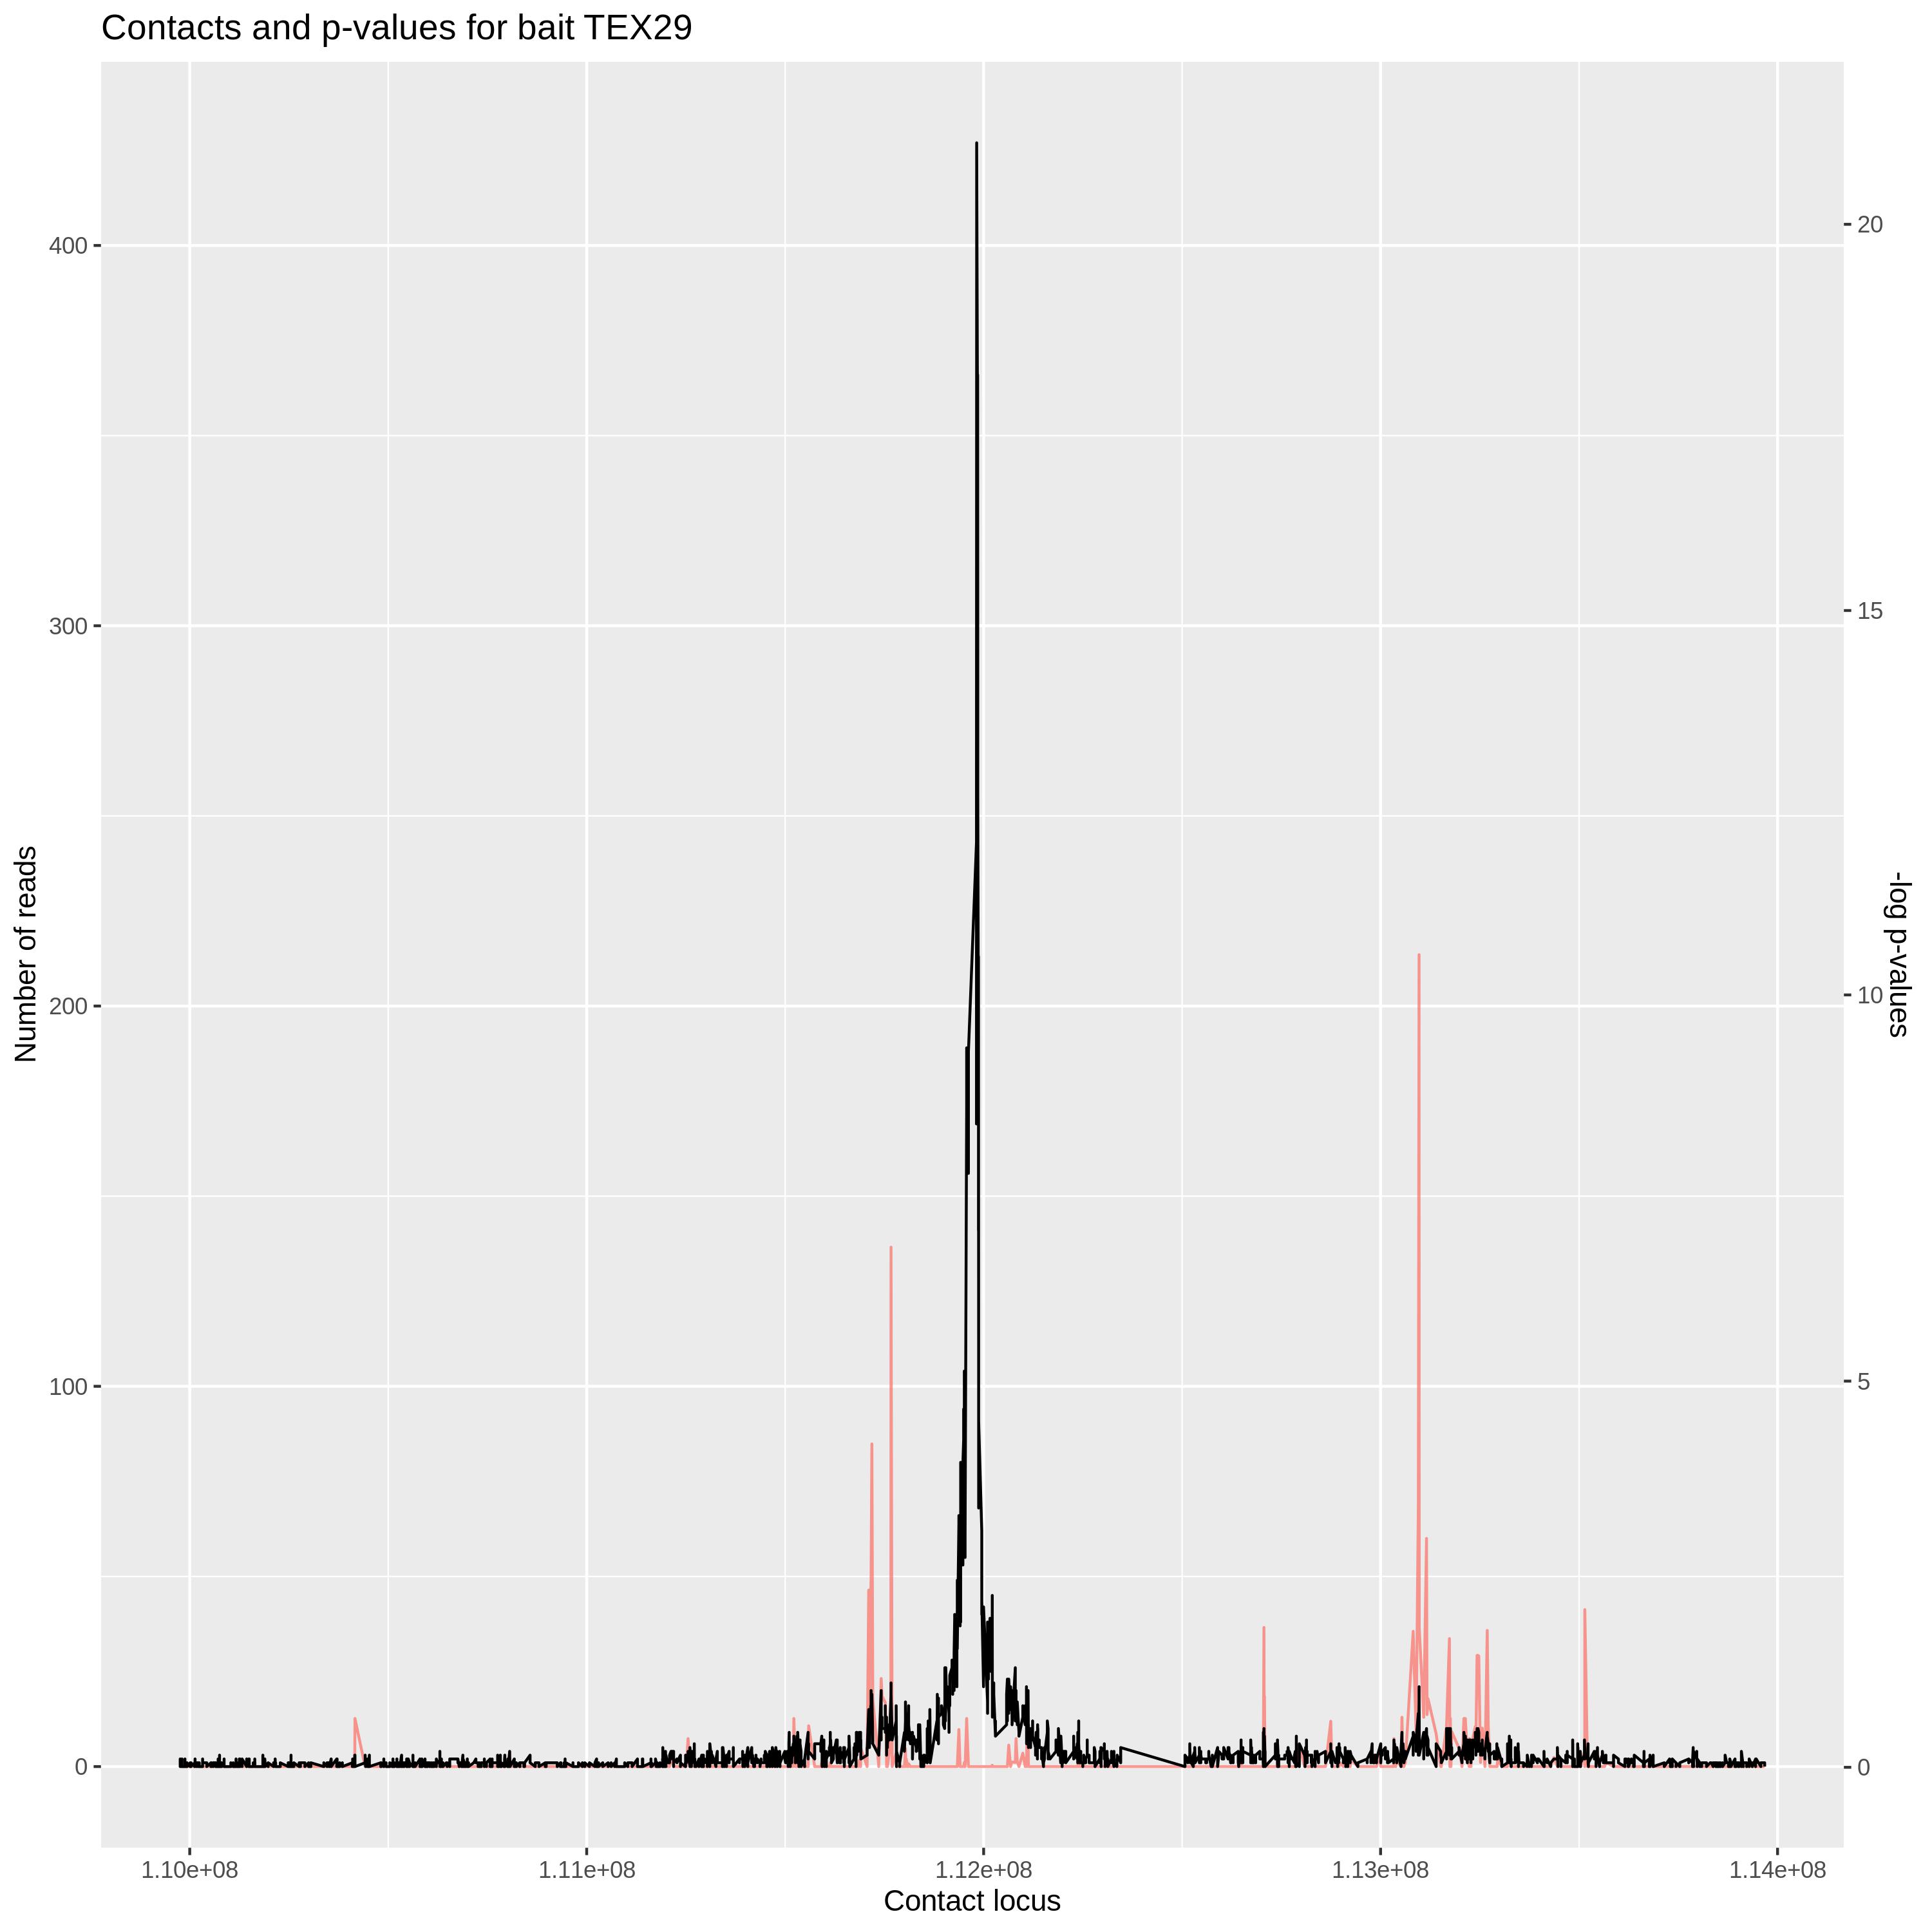 Contacts and p-values for bait TEX29
400
300
200
100
0
Number of reads
20
15
10
5
0
-log p-values
1.10e+08
1.11e+08
1.12e+08
1.13e+08
1.14e+08
Contact locus